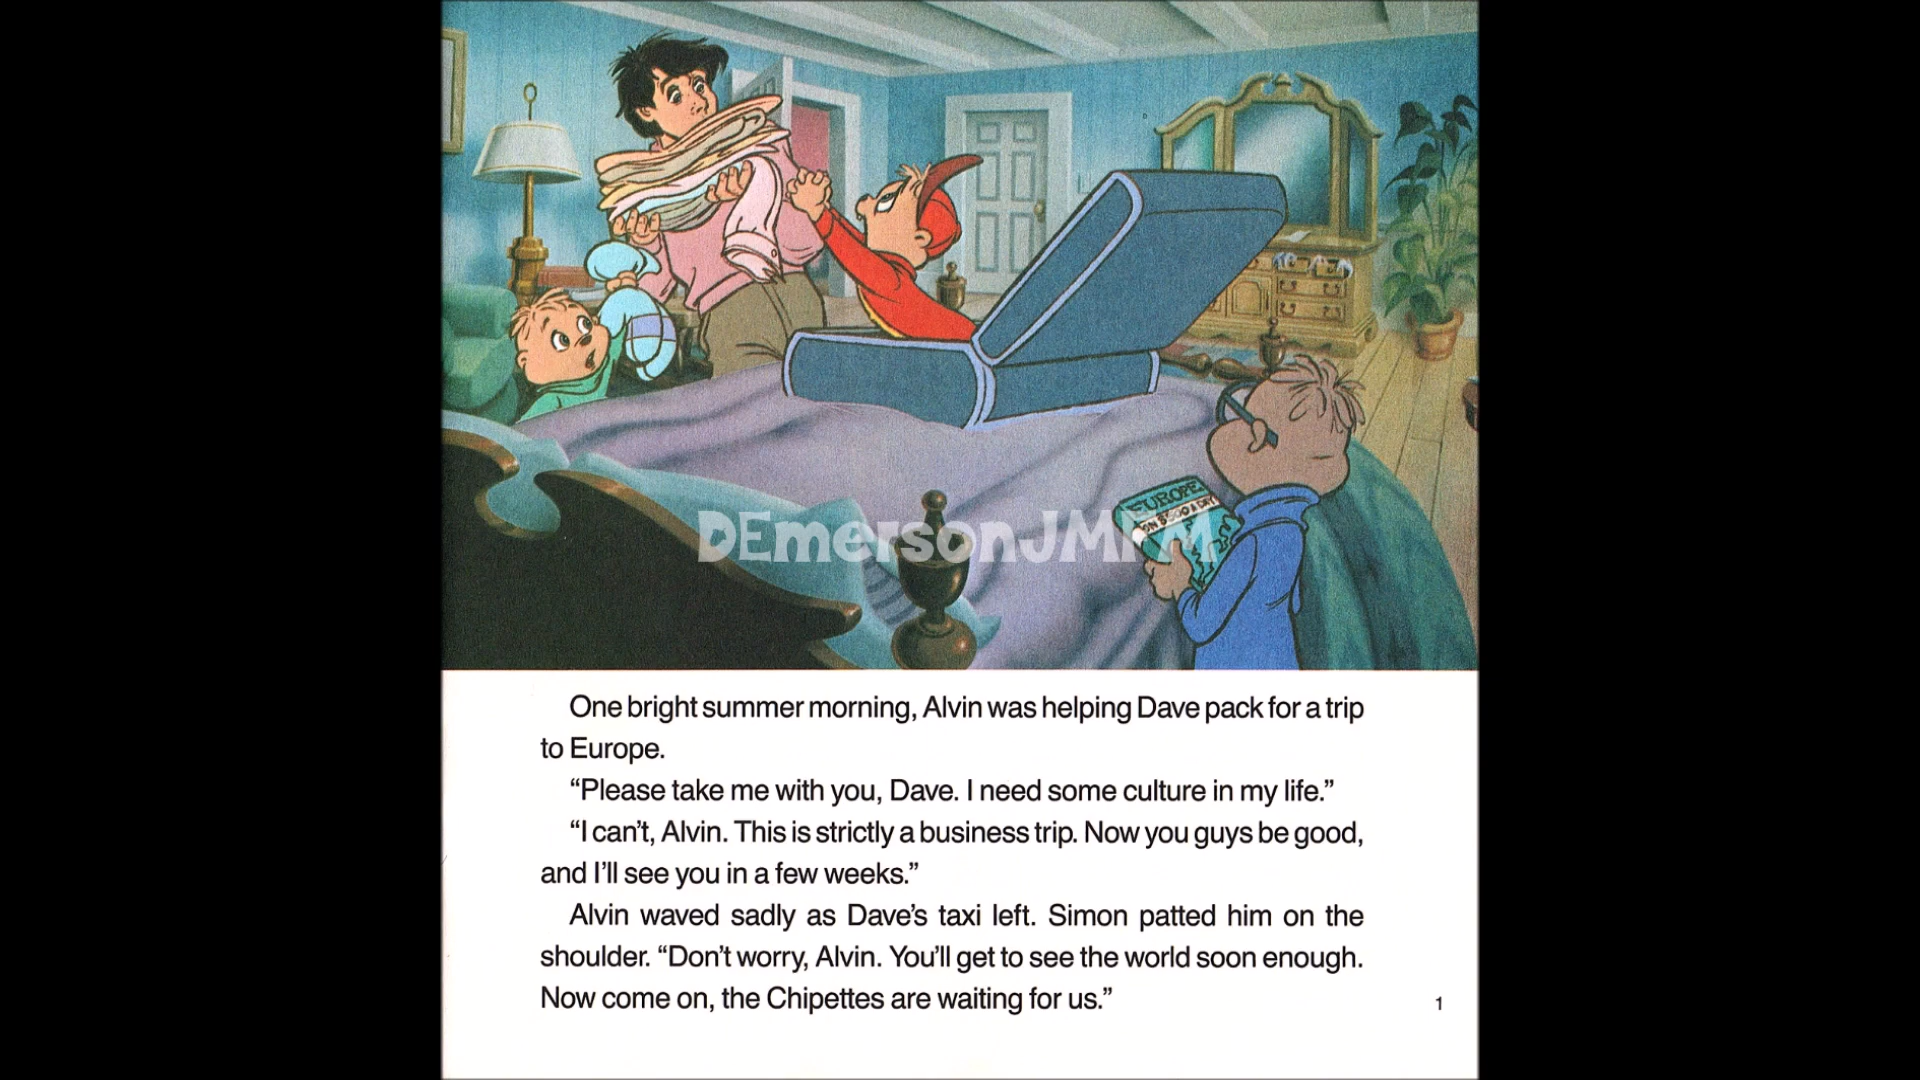 EUROPE
ON $500 A DAY
DEmersonJMFM
One bright summer morning, Alvin was helping Dave pack for a trip
to Europe.
“Please take me with you, Dave. I need some culture in my life.”
“I can’t, Alvin. This is strictly a business trip. Now you guys be good,
and I’ll see you in a few weeks.”
Alvin waved sadly as Dave’s taxi left. Simon patted him on the
shoulder. “Don’t worry, Alvin. You’ll get to see the world soon enough.
Now come on, the Chipettes are waiting for us.”
1